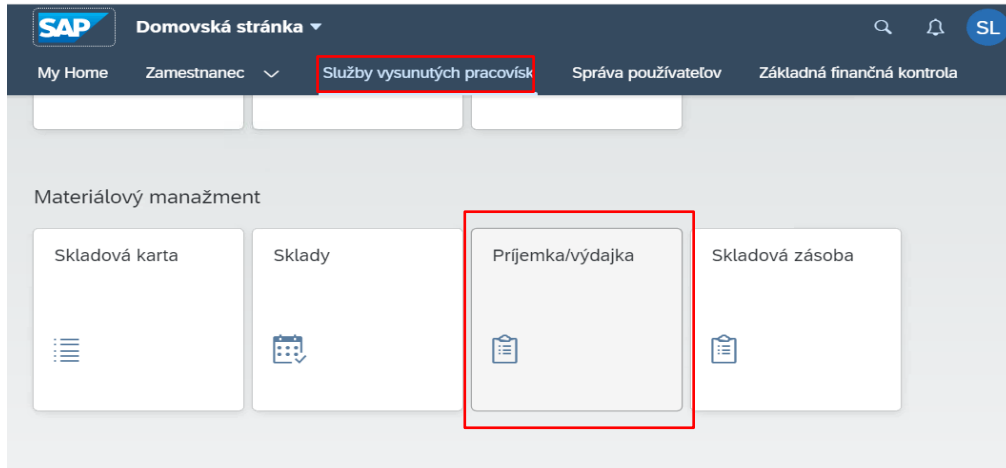 SAP Domovská stránka SL
My Home Zamestnanec Služby vysunutých pracovísk Správa používateľov Základná finančná kontrola
Materiálový manažment
Skladová karta Sklady Príjemka/výdajka Skladová zásoba